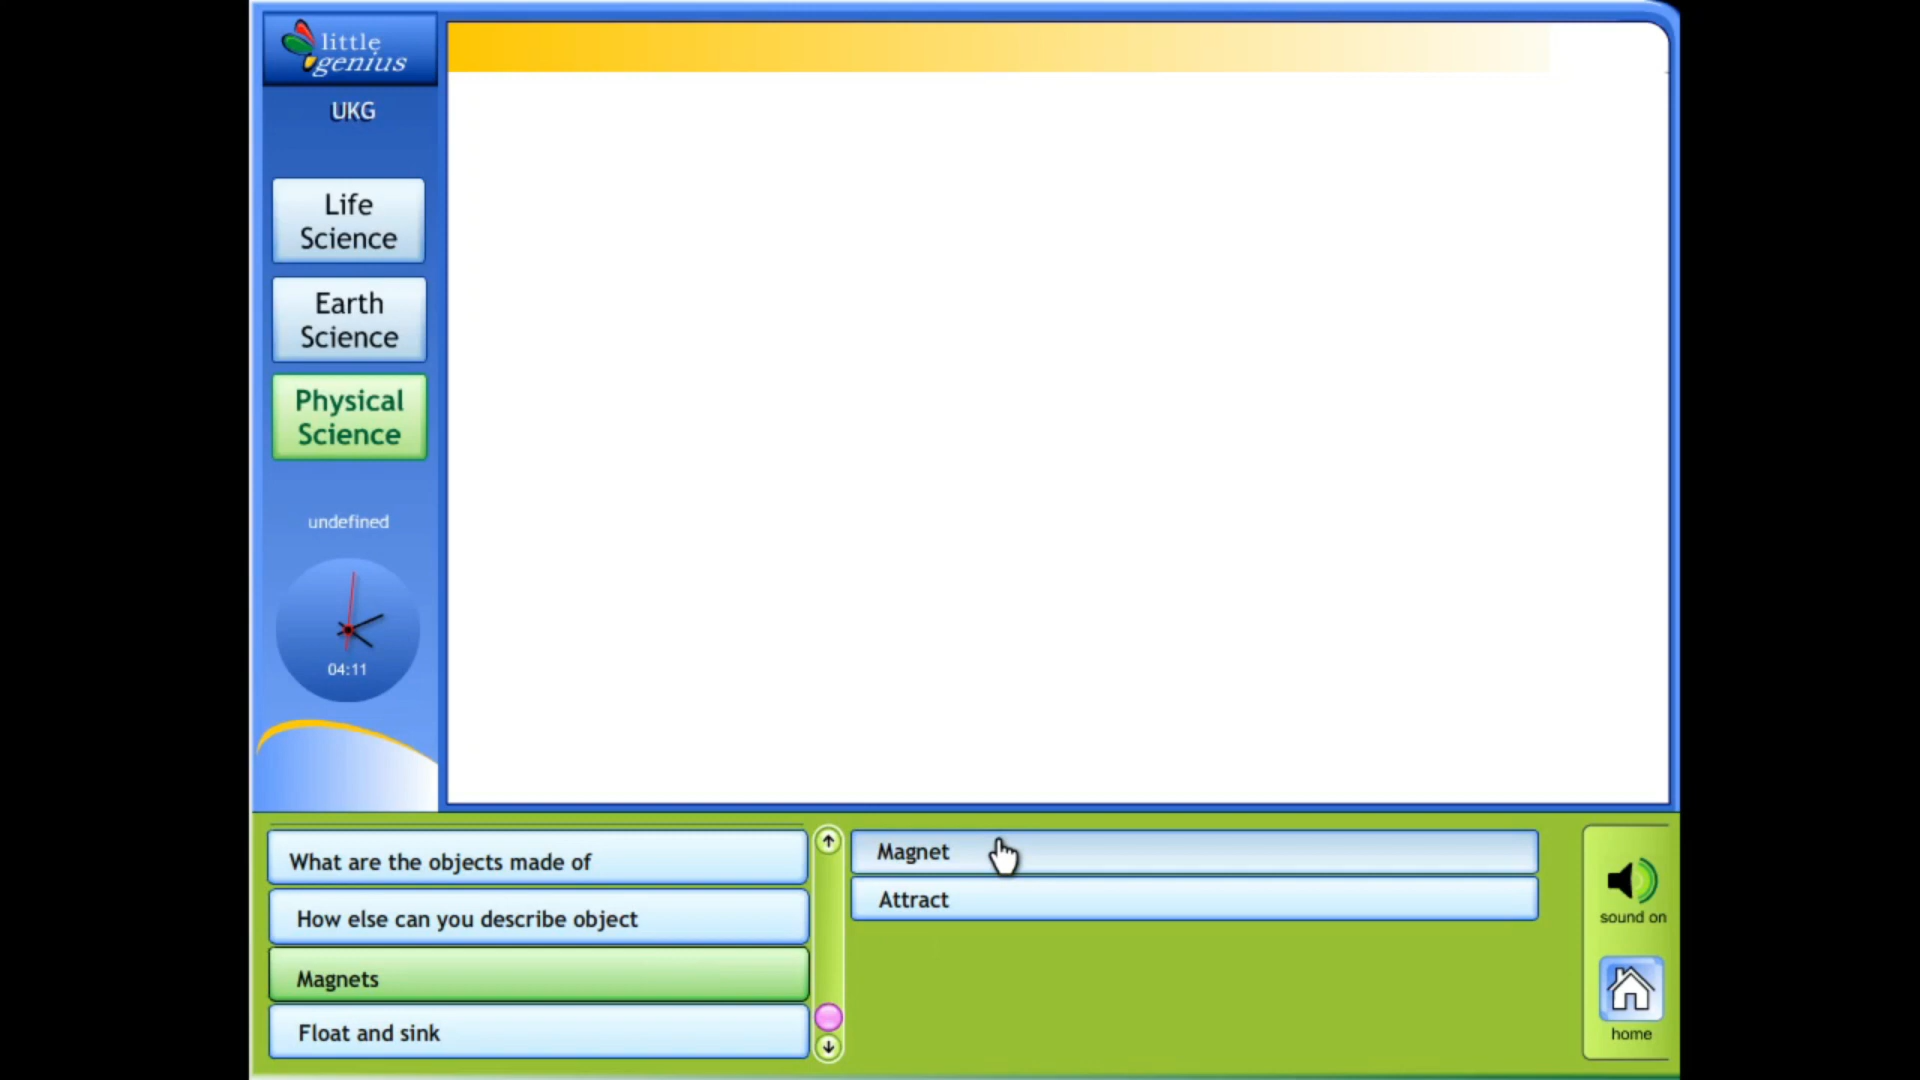 little
genius
UKG
Life
Science
Earth
Science
Physical
Science
undefined
04:11
What are the objects made of
How else can you describe object
Magnets
Float and sink
Magnet
Attract
sound on
home